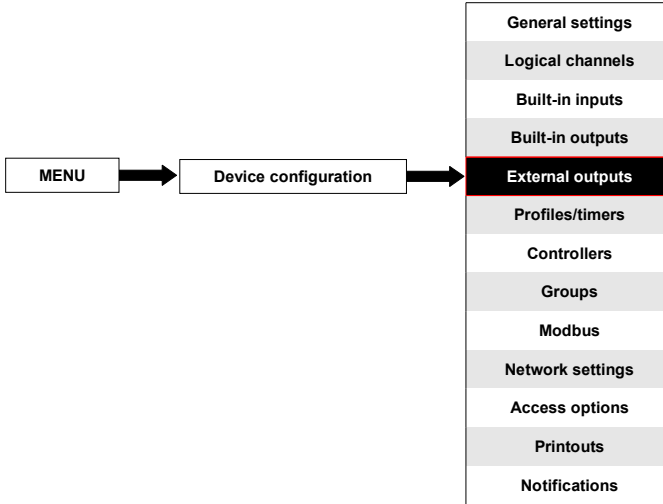 General settings
Logical channels
Built-in inputs
Built-in outputs
MENU
Device configuration
External outputs
Profiles/timers
Controllers
Groups
Modbus
Network settings
Access options
Printouts
Notifications